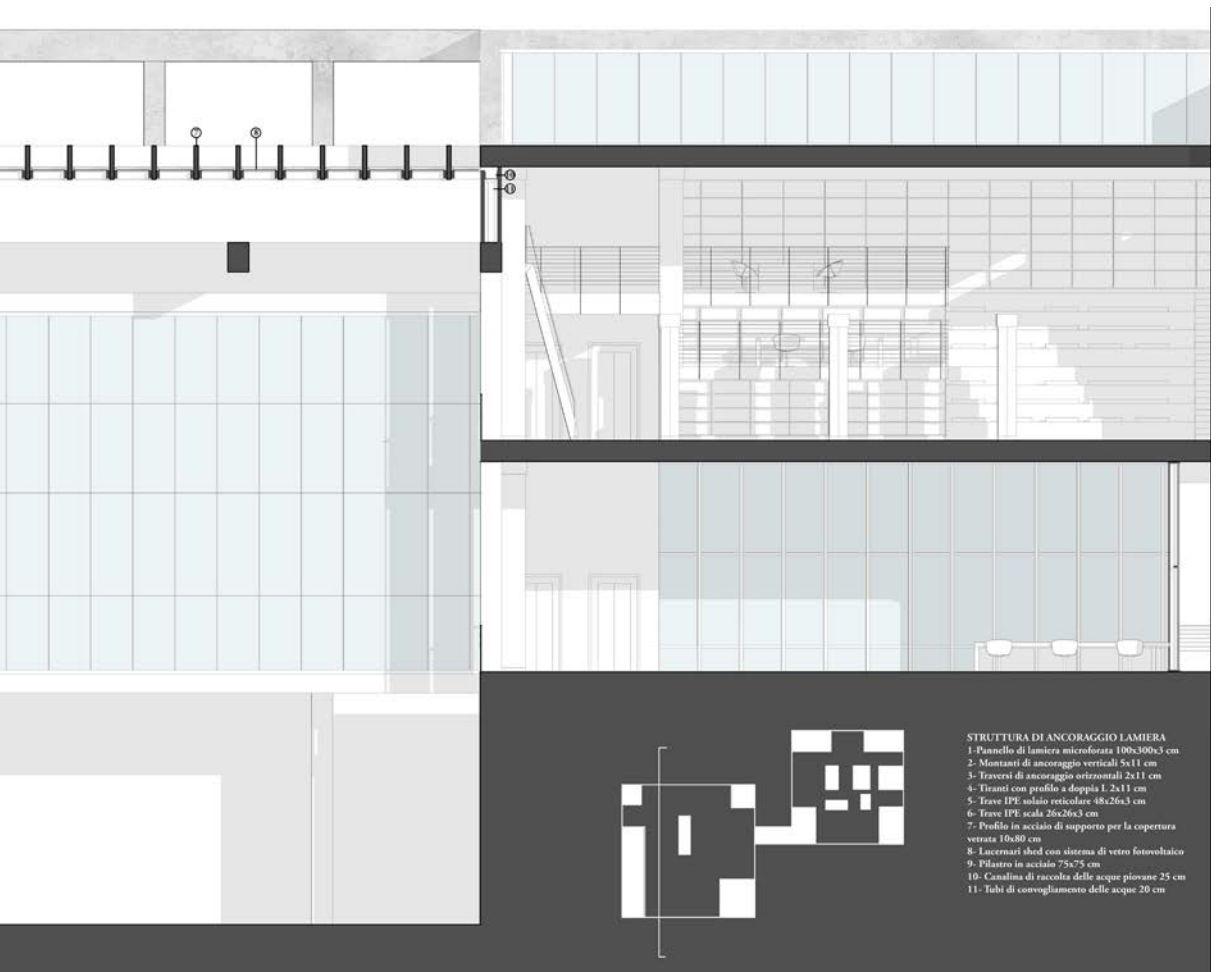 7
8
10
11
STRUTTURA DI ANCORAGGIO LAMIERA
1-Pannello di lamiera microforata 100x300x3 cm
2- Montanti di ancoraggio verticali 5x11 cm
3- Traversi di ancoraggio orizzontali 2x11 cm
4- Tiranti con profilo a doppia L 2x11 cm
5- Trave IPE solaio reticolare 48x26x3 cm
6- Trave IPE scala 26x26x3 cm
7- Profilo in acciaio di supporto per la copertura
vetrata 10x80 cm
8- Lucernari shed con sistema di vetro fotovoltaico
9- Pilastro in acciaio 75x75 cm
10- Canalina di raccolta delle acque piovane 25 cm
11- Tubi di convogliamento delle acque 20 cm